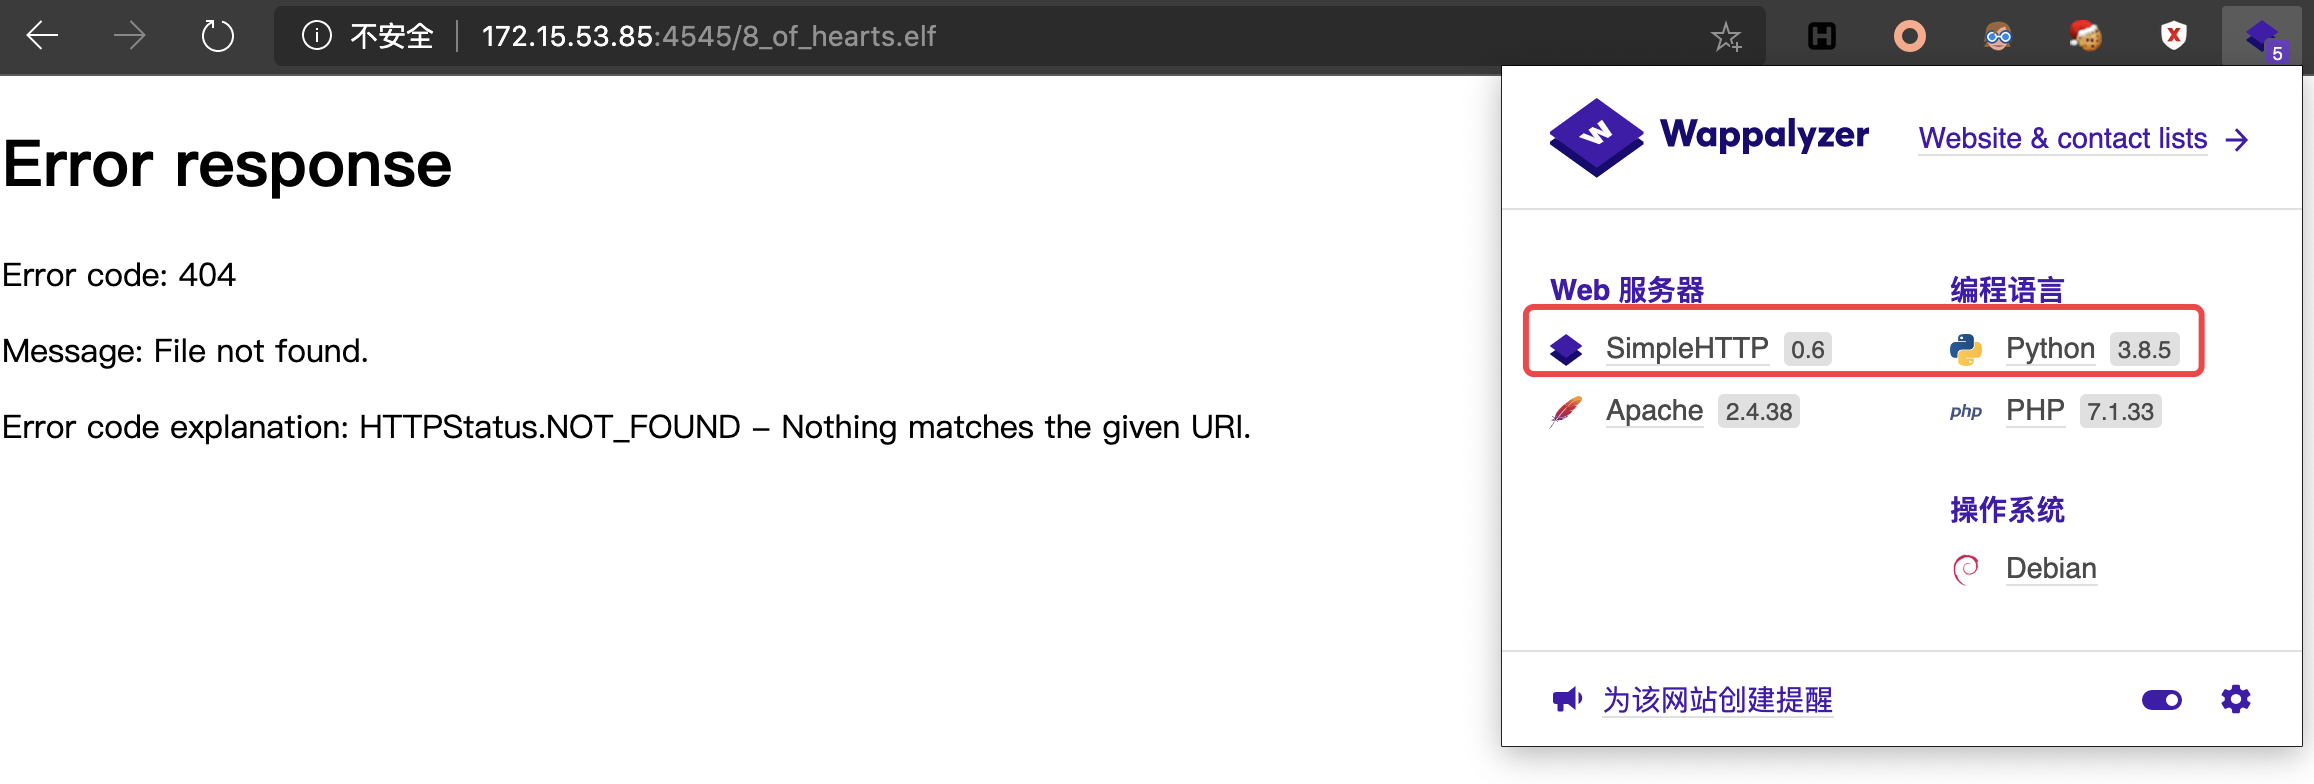 不安全 172.15.53.85:4545/8_of_hearts.elf
5
Error response
Error code: 404
Message: File not found.
Error code explanation: HTTPStatus.NOT_FOUND – Nothing matches the given URI.
W Wappalyzer Website & contact lists →
Web 服务器 编程语言
SimpleHTTP 0.6 Python 3.8.5
Apache 2.4.38 php PHP 7.1.33
操作系统
Debian
为该网站创建提醒